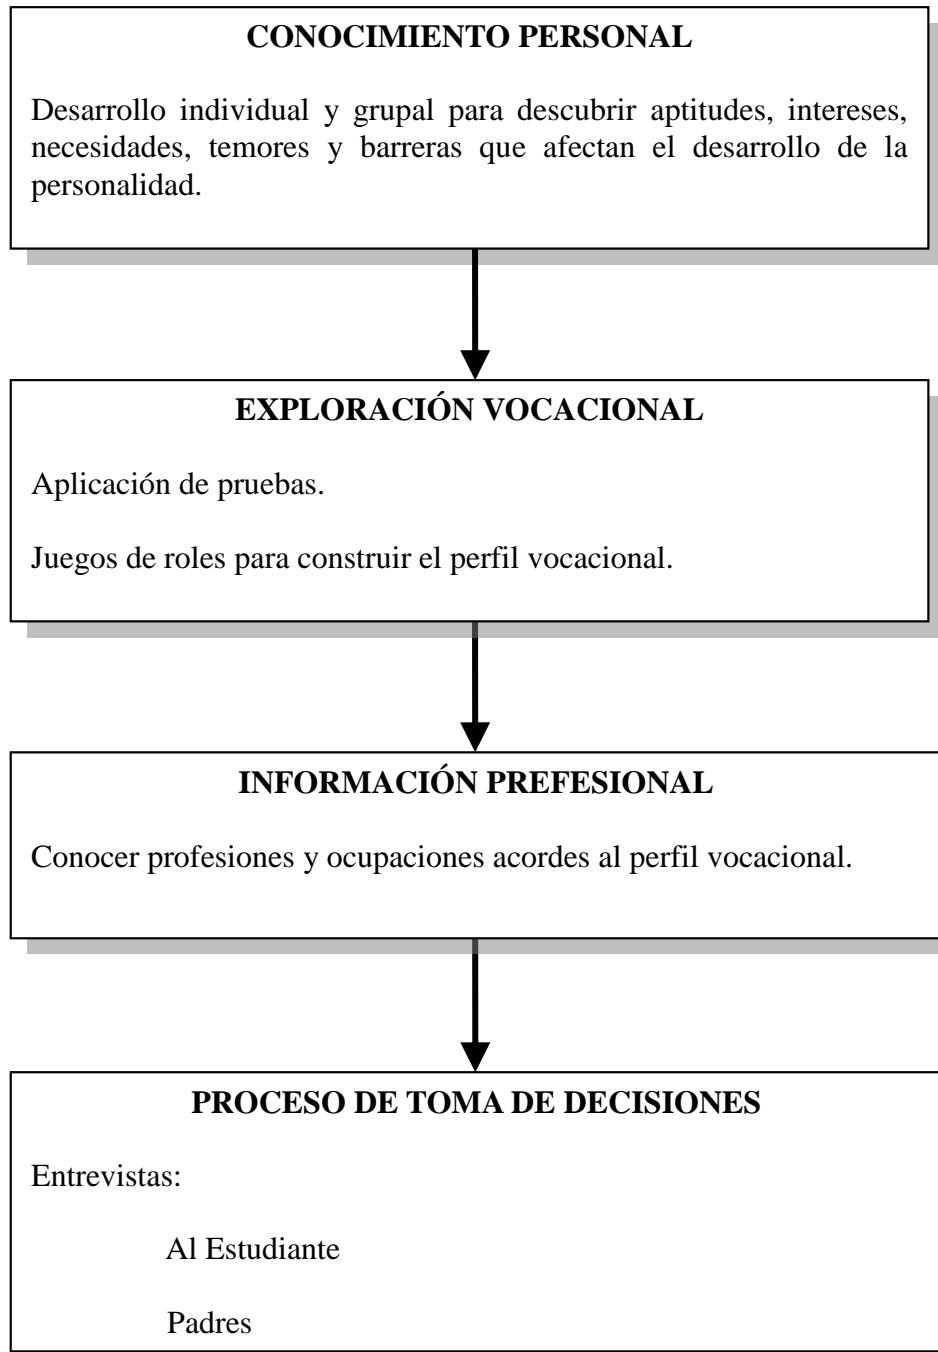 CONOCIMIENTO PERSONAL
Desarrollo individual y grupal para descubrir aptitudes, intereses,
necesidades, temores y barreras que afectan el desarrollo de la
personalidad.
EXPLORACIÓN VOCACIONAL
Aplicación de pruebas.
Juegos de roles para construir el perfil vocacional.
INFORMACIÓN PREFESIONAL
Conocer profesiones y ocupaciones acordes al perfil vocacional.
PROCESO DE TOMA DE DECISIONES
Entrevistas:
Al Estudiante
Padres